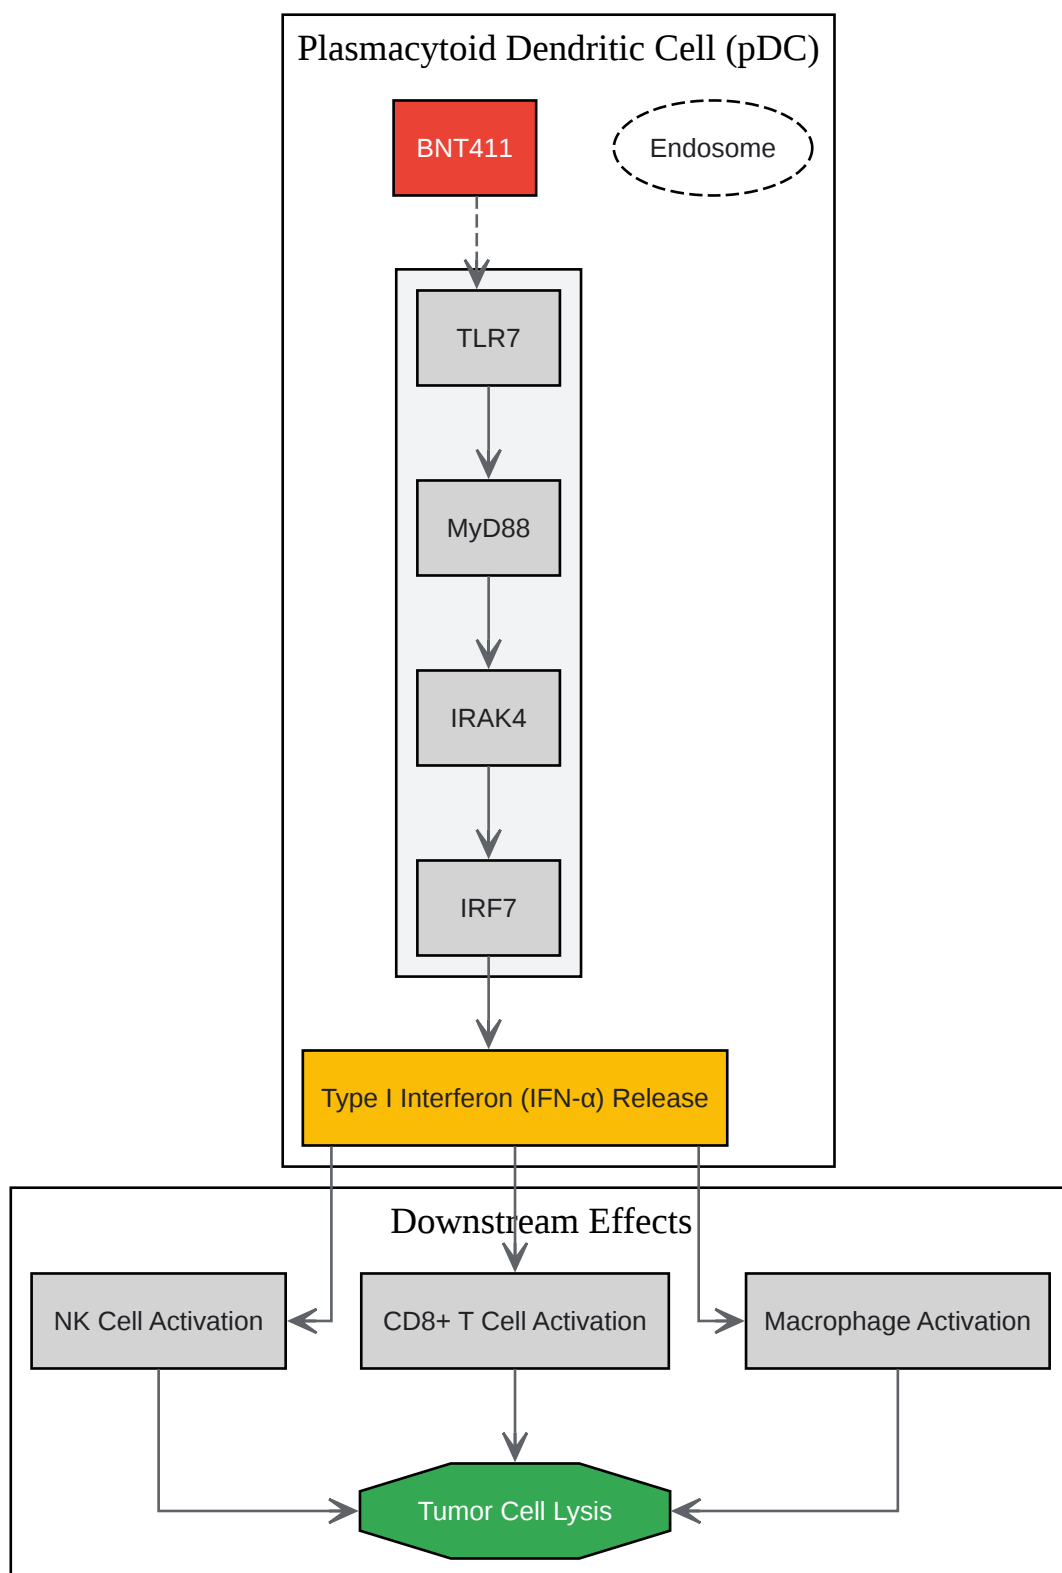 Plasmacytoid Dendritic Cell (pDC)
BNT411
Endosome
TLR7
MyD88
IRAK4
IRF7
Type I Interferon (IFN-α) Release
Downstream Effects
NK Cell Activation
CD8+ T Cell Activation
Macrophage Activation
Tumor Cell Lysis